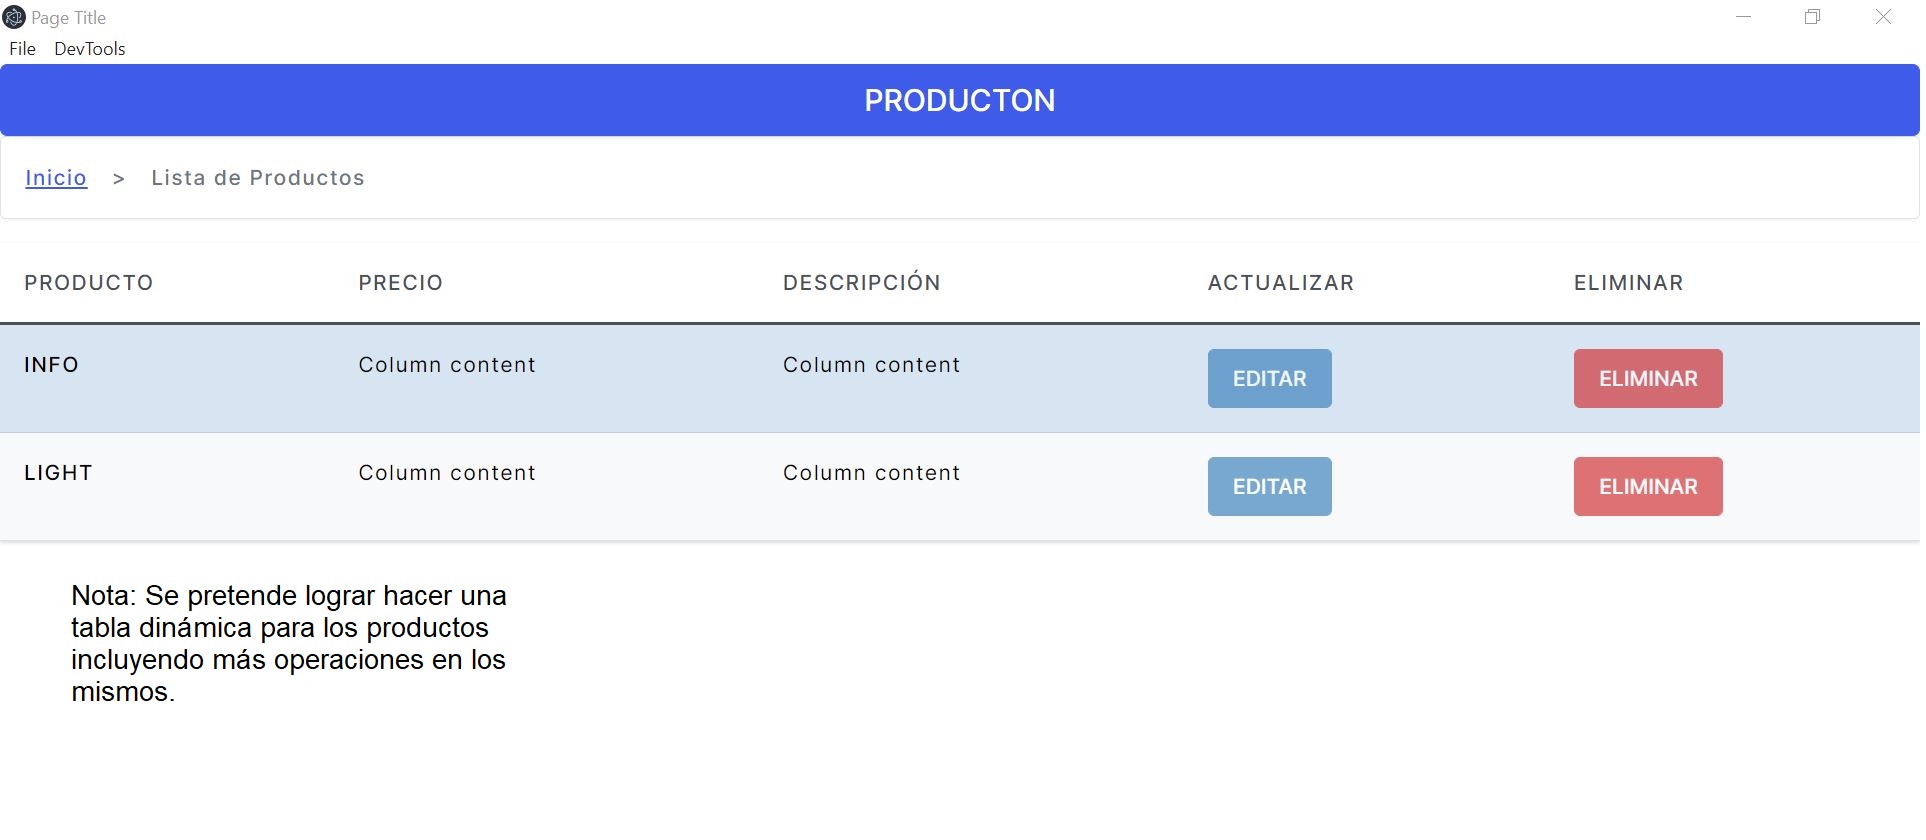 Page Title
File DevTools
PRODUCTON
Inicio > Lista de Productos
PRODUCTO PRECIO DESCRIPCIÓN ACTUALIZAR ELIMINAR
INFO Column content Column content EDITAR ELIMINAR
LIGHT Column content Column content EDITAR ELIMINAR
Nota: Se pretende lograr hacer una
tabla dinámica para los productos
incluyendo más operaciones en los
mismos.